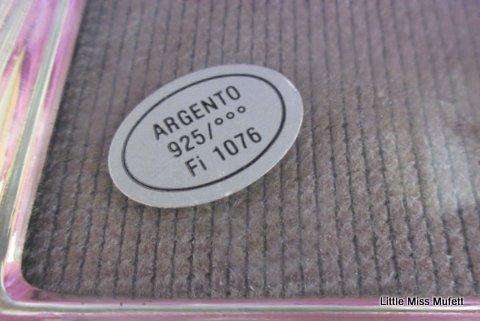 ARGENTO
925/°°°
Fi 1076
Little Miss Mufett